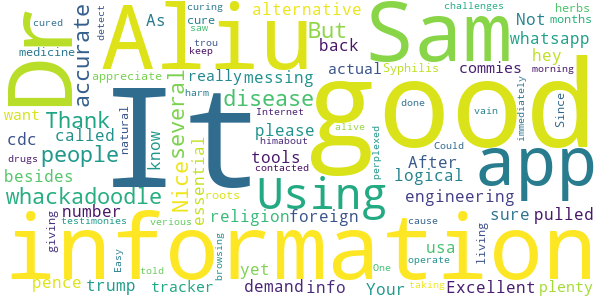 cured curing challenges
herbs
medicine detect cure saw trou alternative Not months
As keep But whatsapp
Dr Aliu Sam
accurate back hey
appreciate really messing actual Syphilis commies morning
want Thank several harm disease Internet
done vain immediately Since
cdc called natural please himabout alive
It good app
drugs people know tools contacted perplexed After logical Could
besides Nice essential roots Using engineering
whackadoodle
giving number religion foreign sure pulled
testimonies verious cause living
information
Easy told yet usa One operate
pence trump tracker browsing demand info Your taking Excellent plenty